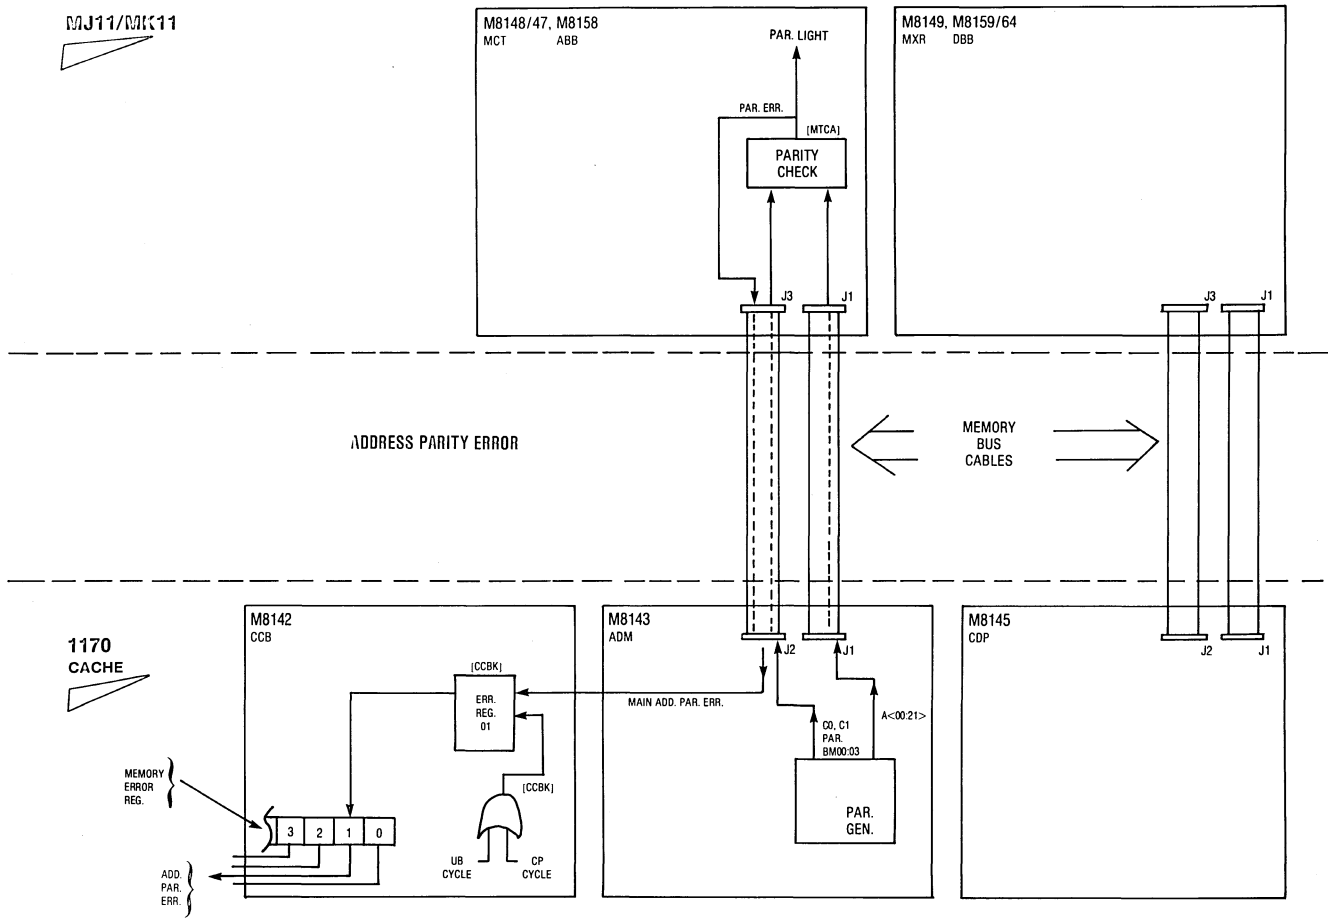 MJ11/MK11
M8148/47, M8158
MCT ABB
PAR. LIGHT
PAR. ERR.
[MTCA]
PARITY
CHECK
J3
J1
M8149, M8159/64
MXR DBB
J3
J1
ADDRESS PARITY ERROR
MEMORY
BUS
CABLES
1170
CACHE
M8142
CCB
[CCBK]
ERR.
REG.
01
MEMORY
ERROR
REG.
3 2 1 0
ADD.
PAR.
ERR.
[CCBK]
UB
CYCLE
CP
CYCLE
M8143
ADM
J2
J1
MAIN ADD. PAR. ERR.
C0, C1
PAR.
BM00:03
A<00:21>
PAR.
GEN.
M8145
CDP
J2
J1